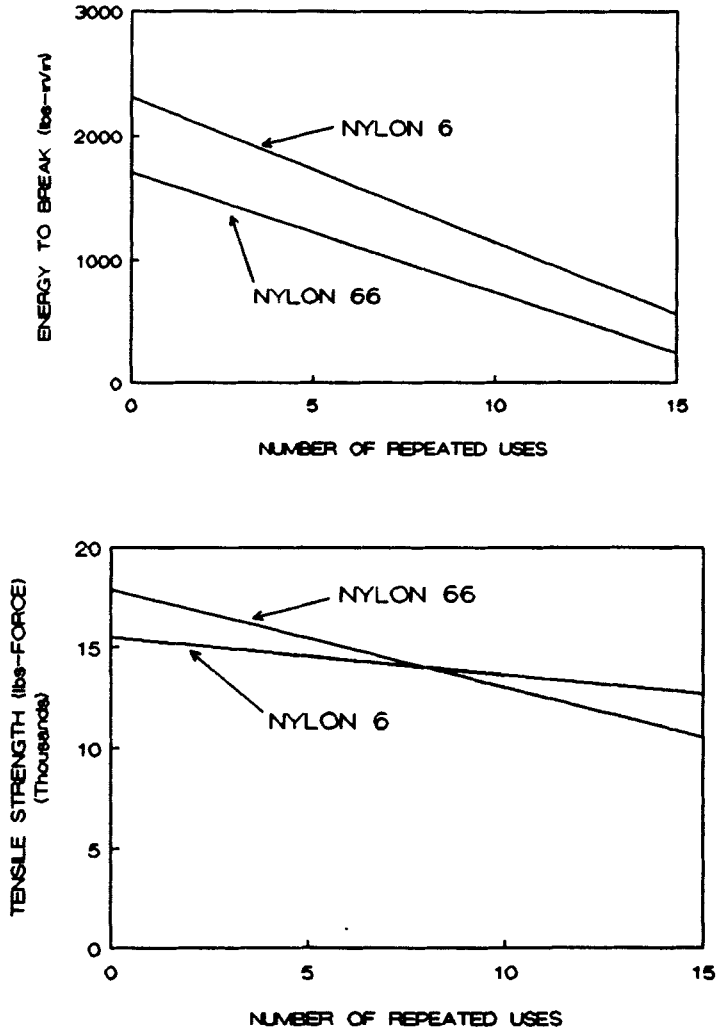 3000
2000
1000
0
ENERGY TO BREAK (lbs-in/in)
NYLON 6
NYLON 66
0 5 10 15
NUMBER OF REPEATED USES
20
15
10
5
0
TENSILE STRENGTH (lbs-FORCE)
(Thousands)
NYLON 66
NYLON 6
0 5 10 15
NUMBER OF REPEATED USES